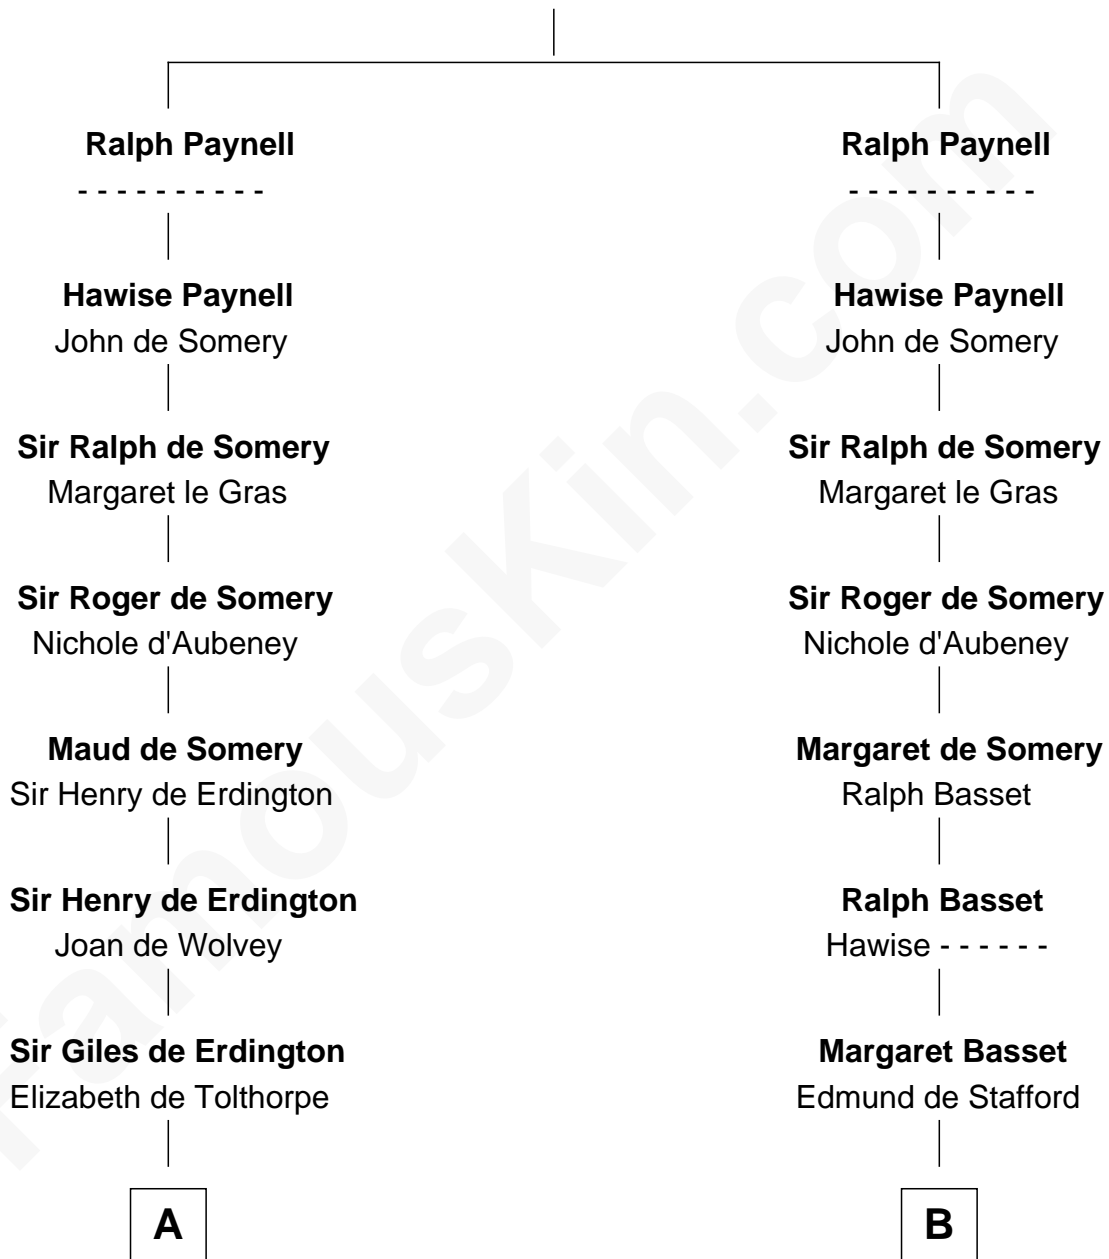 Ralph Paynell Ralph Paynell
- - - - - - - - - - - - - - - - - - - -
Hawise Paynell Hawise Paynell
John de Somery John de Somery
Sir Ralph de Somery Sir Ralph de Somery
Margaret le Gras Margaret le Gras
Sir Roger de Somery Sir Roger de Somery
Nichole d'Aubeney Nichole d'Aubeney
Maud de Somery Margaret de Somery
Sir Henry de Erdington Ralph Basset
Sir Henry de Erdington Ralph Basset
Joan de Wolvey Hawise - - - - - -
Sir Giles de Erdington Margaret Basset
Elizabeth de Tolthorpe Edmund de Stafford
A B
FamousKin.com